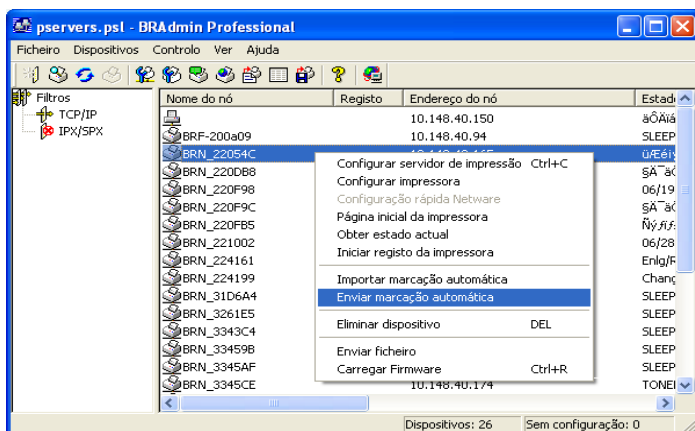 pservers.psl - BRAdmin Professional
Ficheiro Dispositivos Controlo Ver Ajuda
Filtros
TCP/IP
IPX/SPX
Nome do nó Registo Endereço do nó Estad
10.148.40.150
BRF-200a09 10.148.40.94 SLEEP
BRN_22054C
BRN_220DB8
BRN_220F98 06/19
BRN_220F9C
BRN_220FB5
BRN_221002 06/28
BRN_224161 Enlg/F
BRN_224199 Chang
BRN_31D6A4 SLEEP
BRN_3261E5 SLEEP
BRN_3343C4 SLEEP
BRN_33459B SLEEP
BRN_3345AF SLEEP
BRN_3345CE 10.148.40.174 TONEI
Configurar servidor de impressão Ctrl+C
Configurar impressora
Configuração rápida Netware
Página inicial da impressora
Obter estado actual
Iniciar registo da impressora
Importar marcação automática
Enviar marcação automática
Eliminar dispositivo DEL
Enviar ficheiro
Carregar Firmware Ctrl+R
Dispositivos: 26 Sem configuração: 0